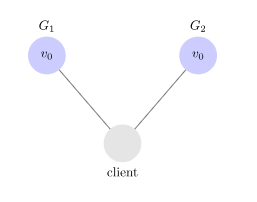 G₁ G₂
v₀ v₀
client